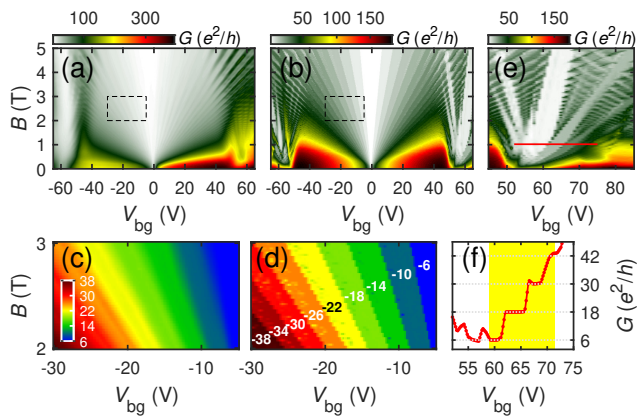 100 300 G (e²/h)
50 100 150 G (e²/h)
50 150 G (e²/h)
(a) (b) (e)
B (T)
5
4
3
2
1
0
-60 -40 -20 0 20 40 60
-60 -40 -20 0 20 40 60
50 60 70 80
V_bg (V) V_bg (V) V_bg (V)
(c) (d) (f)
B (T)
3
2
38
30
22
14
6
-38 -34 -30 -26 -22 -18 -14 -10 -6
42
30
18
6
G (e²/h)
-30 -20 -10
-30 -20 -10
55 60 65 70 75
V_bg (V) V_bg (V) V_bg (V)